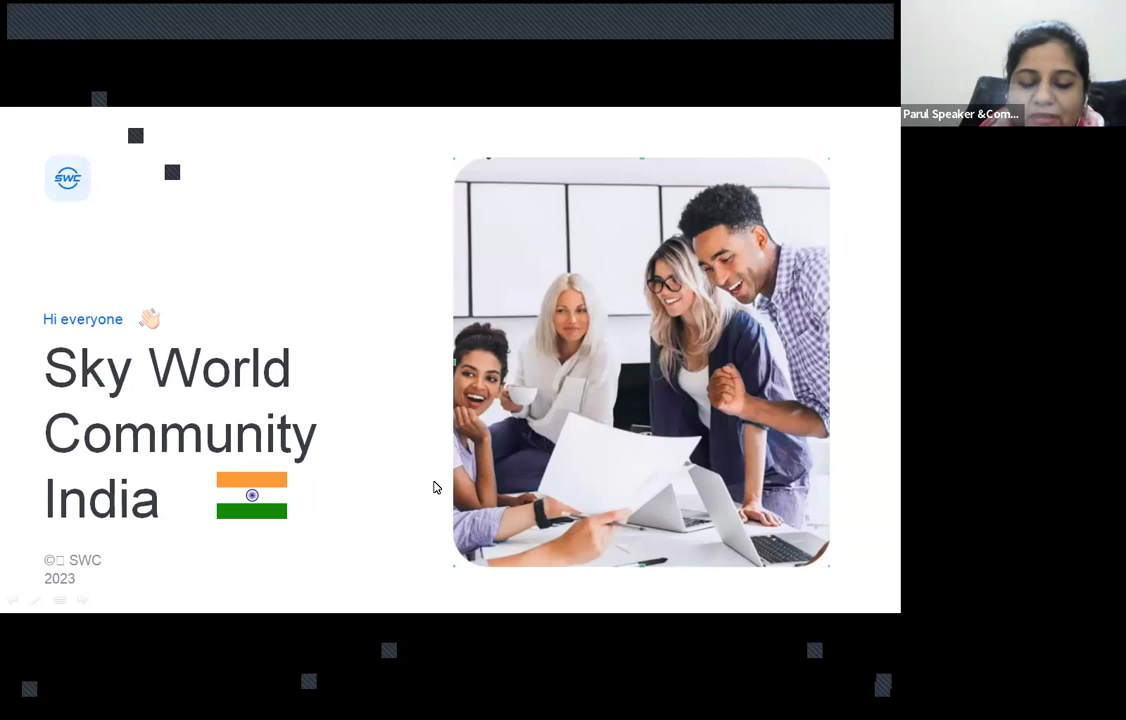 Parul Speaker &Com...
SWC
Hi everyone
Sky World
Community
India
© SWC
2023